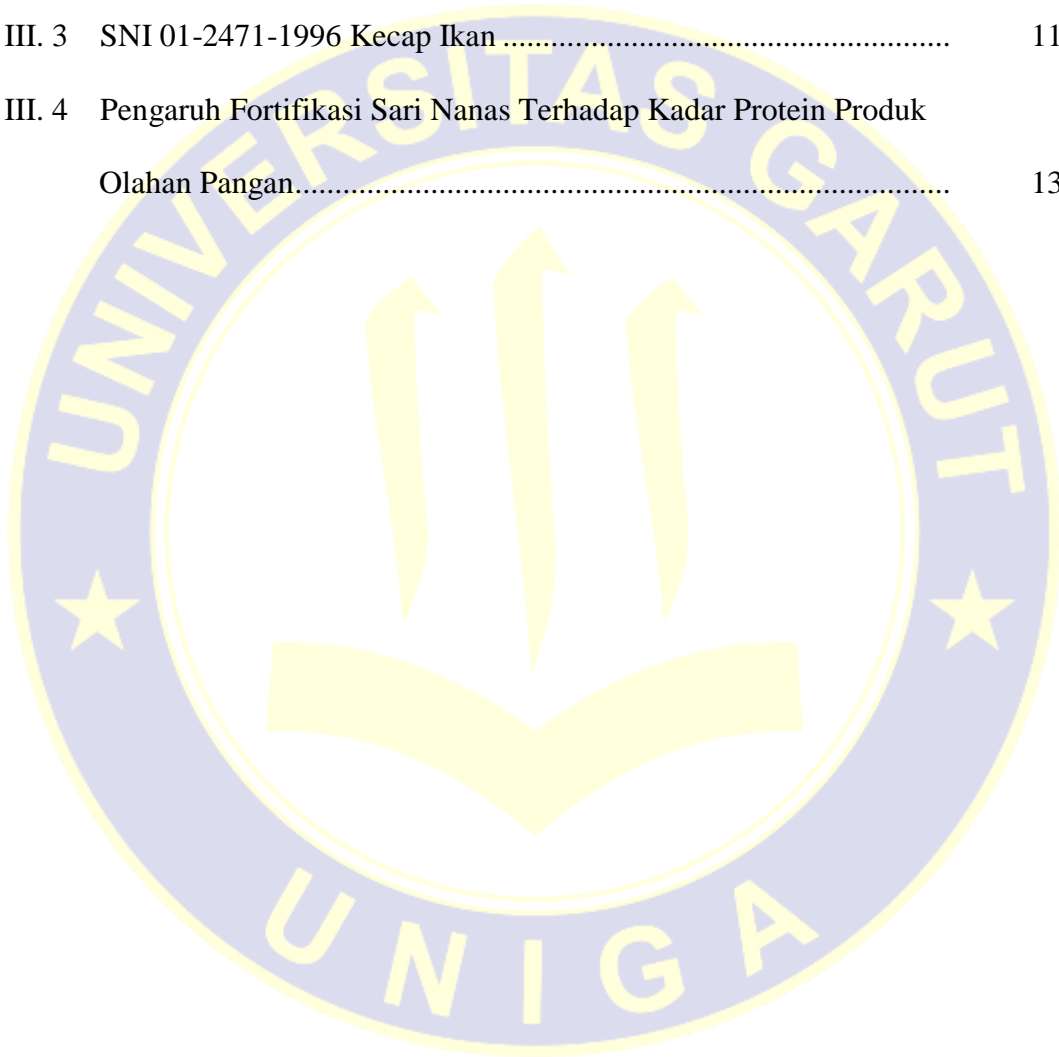 III. 3 SNI 01-2471-1996 Kecap Ikan ........................................................ 11
III. 4 Pengaruh Fortifikasi Sari Nanas Terhadap Kadar Protein Produk
Olahan Pangan.................................................................................. 13
UNIVERSITAS GARUT
UNIGA